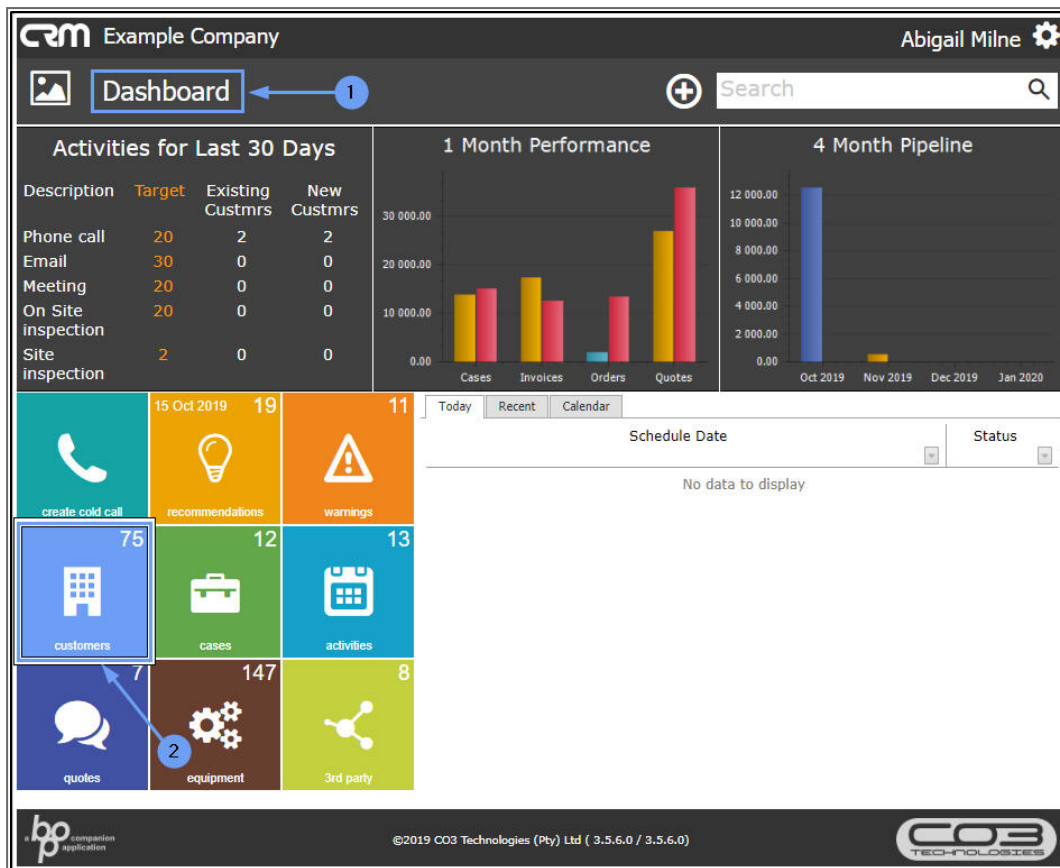 CRM Example Company
Abigail Milne
Dashboard
1
Search
Activities for Last 30 Days
Description Target Existing Custmrs New Custmrs
Phone call 20 2 2
Email 30 0 0
Meeting 20 0 0
On Site inspection 20 0 0
Site inspection 2 0 0
1 Month Performance
30 000.00
20 000.00
10 000.00
0.00
Cases Invoices Orders Quotes
4 Month Pipeline
12 000.00
10 000.00
8 000.00
6 000.00
4 000.00
2 000.00
0.00
Oct 2019 Nov 2019 Dec 2019 Jan 2020
create cold call
15 Oct 2019 19
recommendations
11
warnings
75
customers
12
cases
13
activities
7
quotes
147
equipment
8
3rd party
2
Today Recent Calendar
Schedule Date Status
No data to display
a bpo companion application
©2019 CO3 Technologies (Pty) Ltd ( 3.5.6.0 / 3.5.6.0)
CO3
TECHNOLOGIES